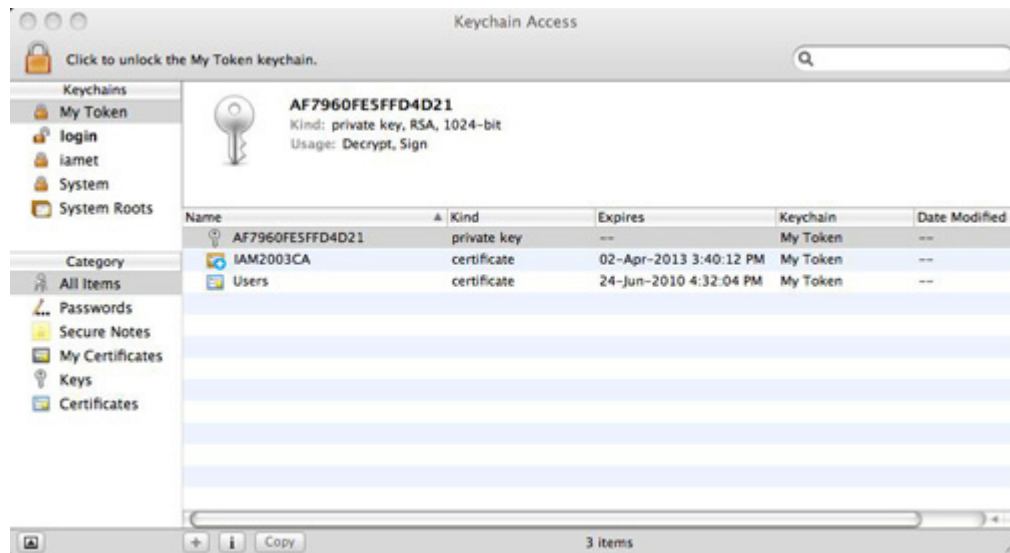 Keychain Access
Click to unlock the My Token keychain.
Keychains
My Token
login
iamet
System
System Roots
Category
All Items
Passwords
Secure Notes
My Certificates
Keys
Certificates
AF7960FE5FFD4D21
Kind: private key, RSA, 1024-bit
Usage: Decrypt, Sign
Name Kind Expires Keychain Date Modified
AF7960FE5FFD4D21 private key -- My Token --
IAM2003CA certificate 02-Apr-2013 3:40:12 PM My Token --
Users certificate 24-Jun-2010 4:32:04 PM My Token --
+ i Copy 3 items